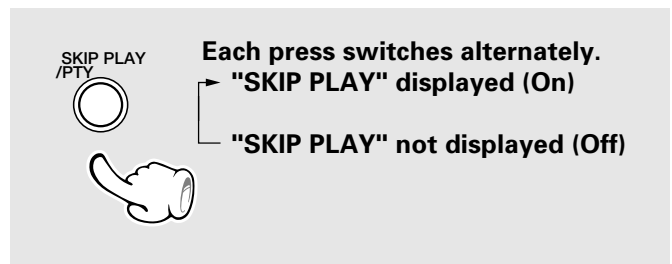 SKIP PLAY
/PTY
Each press switches alternately.
"SKIP PLAY" displayed (On)
"SKIP PLAY" not displayed (Off)